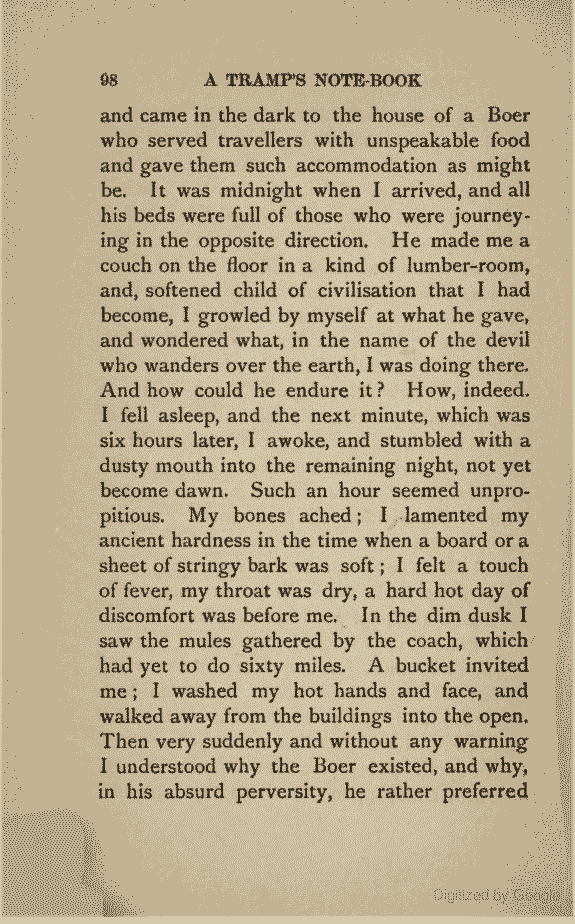 98 A TRAMP'S NOTE-BOOK
and came in the dark to the house of a Boer
who served travellers with unspeakable food
and gave them such accommodation as might
be. It was midnight when I arrived, and all
his beds were full of those who were journey-
ing in the opposite direction. He made me a
couch on the floor in a kind of lumber-room,
and, softened child of civilisation that I had
become, I growled by myself at what he gave,
and wondered what, in the name of the devil
who wanders over the earth, I was doing there.
And how could he endure it? How, indeed.
I fell asleep, and the next minute, which was
six hours later, I awoke, and stumbled with a
dusty mouth into the remaining night, not yet
become dawn. Such an hour seemed unpro-
pitious. My bones ached; I lamented my
ancient hardness in the time when a board or a
sheet of stringy bark was soft; I felt a touch
of fever, my throat was dry, a hard hot day of
discomfort was before me. In the dim dusk I
saw the mules gathered by the coach, which
had yet to do sixty miles. A bucket invited
me; I washed my hot hands and face, and
walked away from the buildings into the open.
Then very suddenly and without any warning
I understood why the Boer existed, and why,
in his absurd perversity, he rather preferred
Digitized by Google